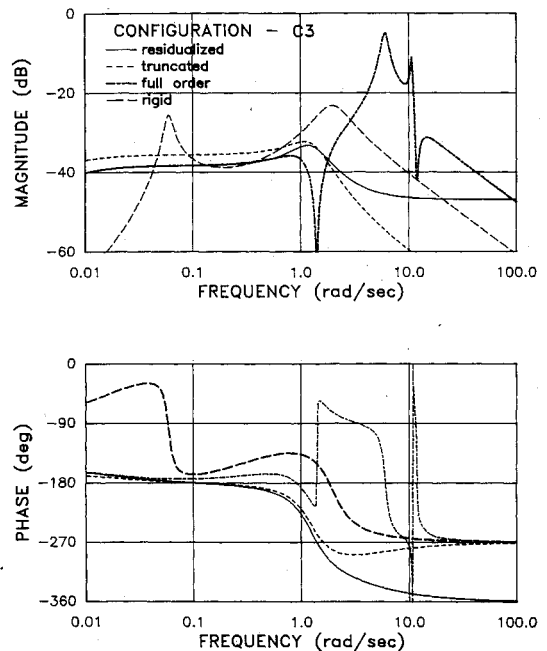 CONFIGURATION - C3
residualized
truncated
full order
rigid
MAGNITUDE (dB)
0
-20
-40
-60
0.01 0.1 1.0 10.0 100.0
FREQUENCY (rad/sec)
PHASE (deg)
0
-90
-180
-270
-360
0.01 0.1 1.0 10.0 100.0
FREQUENCY (rad/sec)